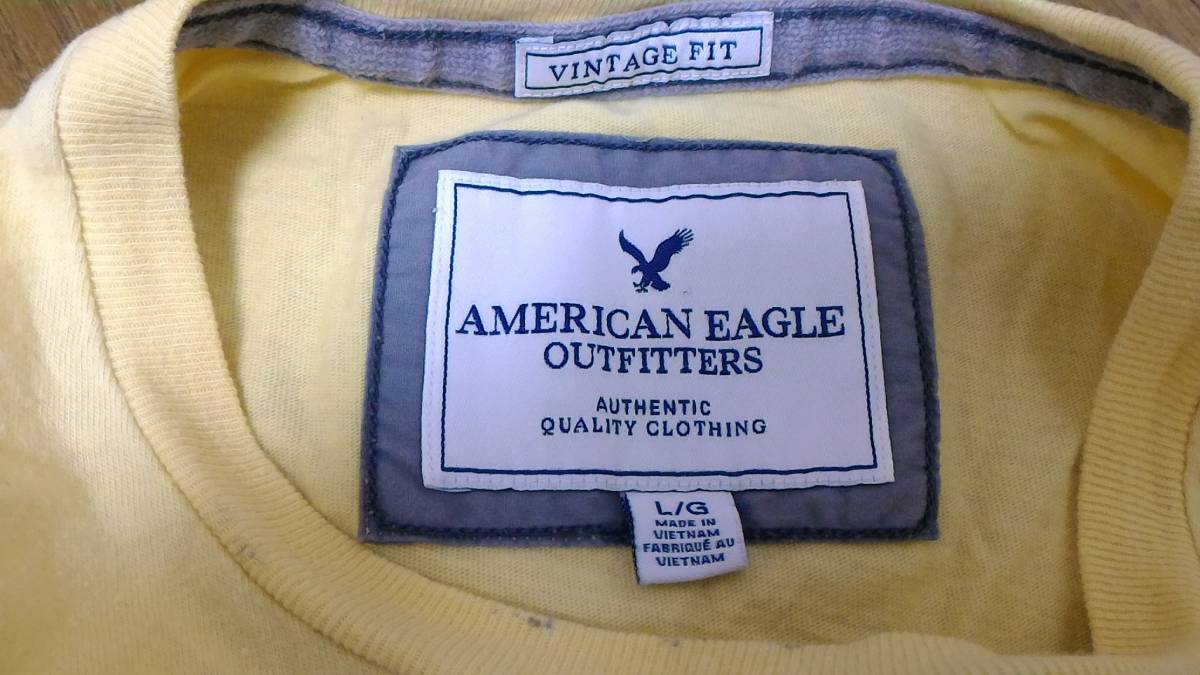 VINTAGE FIT
AMERICAN EAGLE
OUTFITTERS
AUTHENTIC
QUALITY CLOTHING
L/G
MADE IN
VIETNAM
FABRIQUÉ AU
VIETNAM